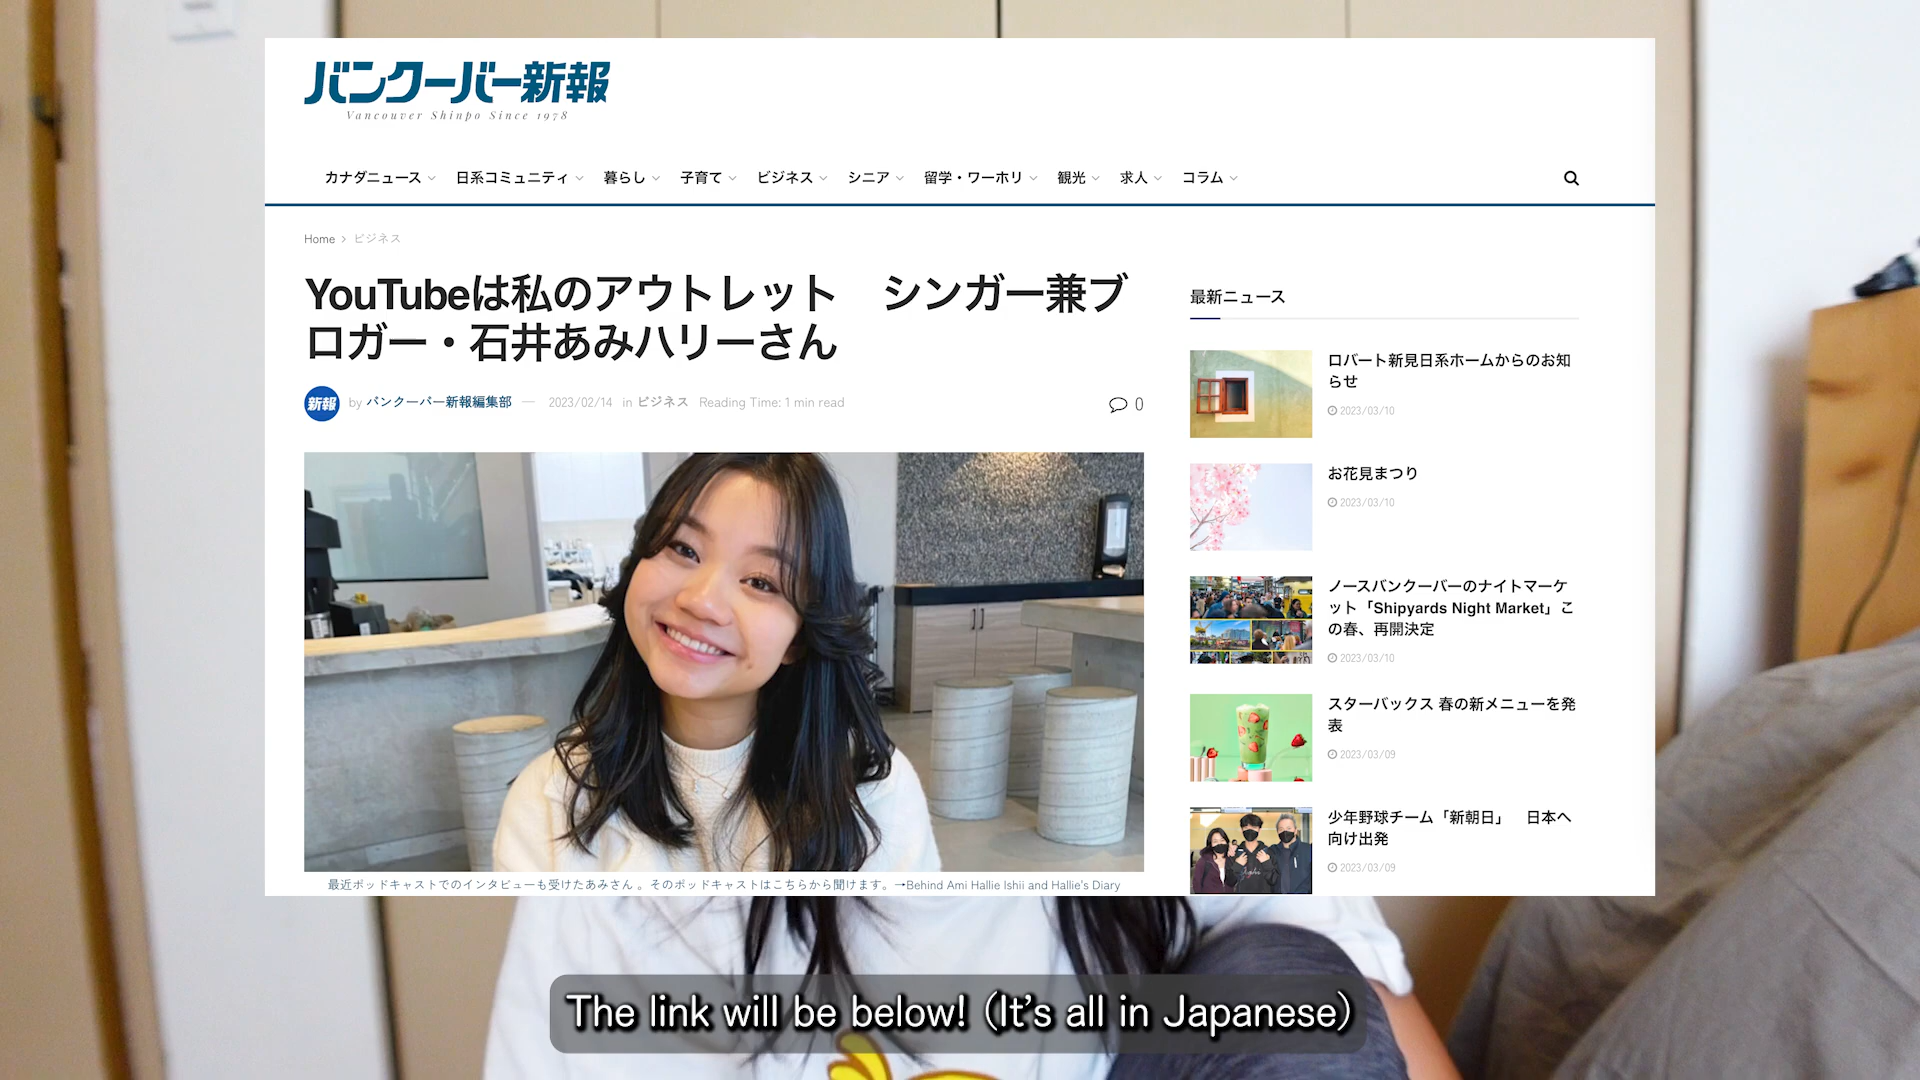 バンクーバー新報
Vancouver Shinpo Since 1978
カナダニュース 日系コミュニティ 暮らし 子育て ビジネス シニア 留学・ワーホリ 観光 求人 コラム
Home > ビジネス
YouTubeは私のアウトレット　シンガー兼ブ
ロガー・石井あみハリーさん
新報 by バンクーバー新報編集部 — 2023/02/14 in ビジネス Reading Time: 1 min read 0
最近ポッドキャストでのインタビューも受けたあみさん 。そのポッドキャストはこちらから聞けます。→Behind Ami Hallie Ishii and Hallie's Diary
最新ニュース
ロバート新見日系ホームからのお知
らせ
2023/03/10
お花見まつり
2023/03/10
ノースバンクーバーのナイトマーケ
ット「Shipyards Night Market」こ
の春、再開決定
2023/03/10
スターバックス 春の新メニューを発
表
2023/03/09
少年野球チーム「新朝日」　日本へ
向け出発
2023/03/09
The link will be below! (It's all in Japanese)